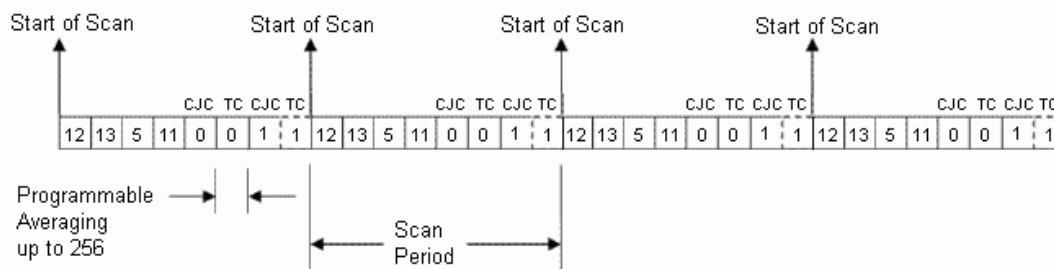 Start of Scan Start of Scan Start of Scan Start of Scan
CJC TC CJC TC CJC TC CJC TC CJC TC CJC TC CJC TC CJC TC
12 13 5 11 0 0 1 1 12 13 5 11 0 0 1 1 12 13 5 11 0 0 1 1 12 13 5 11 0 0 1 1
Programmable
Averaging
up to 256
Scan
Period